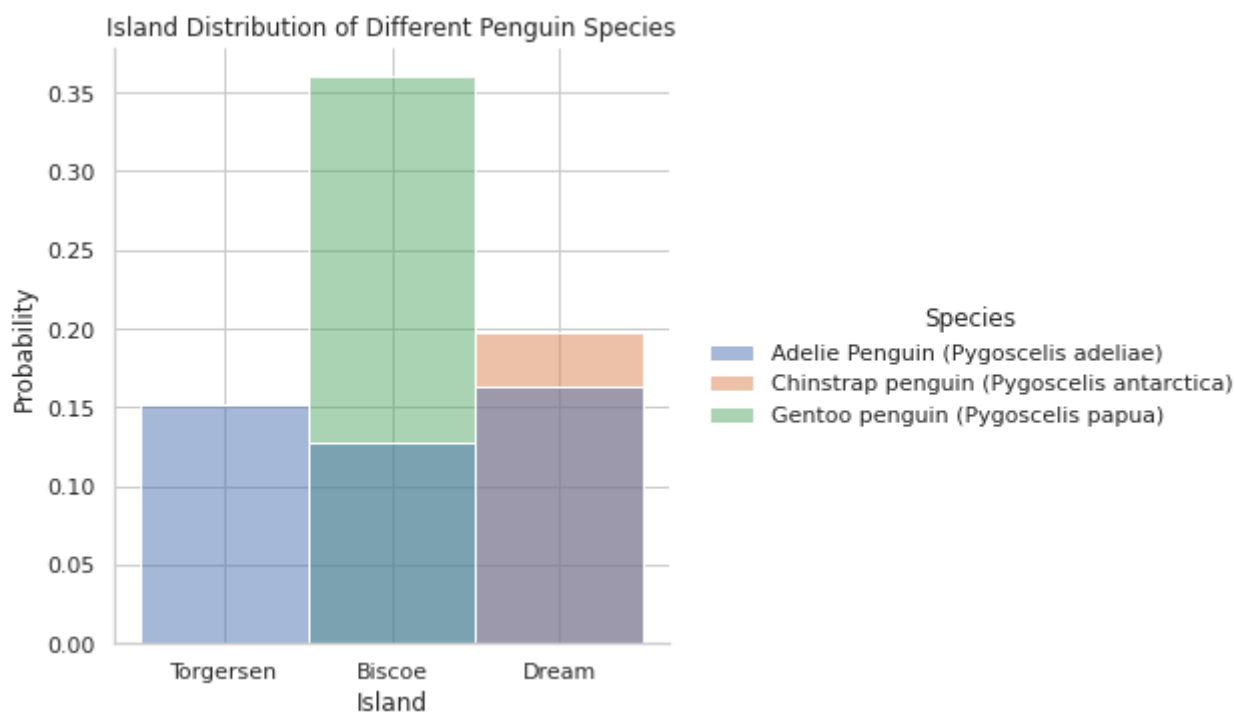 Island Distribution of Different Penguin Species
0.35
0.30
0.25
0.20
0.15
0.10
0.05
0.00
Probability
Torgersen
Biscoe
Dream
Island
Species
Adelie Penguin (Pygoscelis adeliae)
Chinstrap penguin (Pygoscelis antarctica)
Gentoo penguin (Pygoscelis papua)